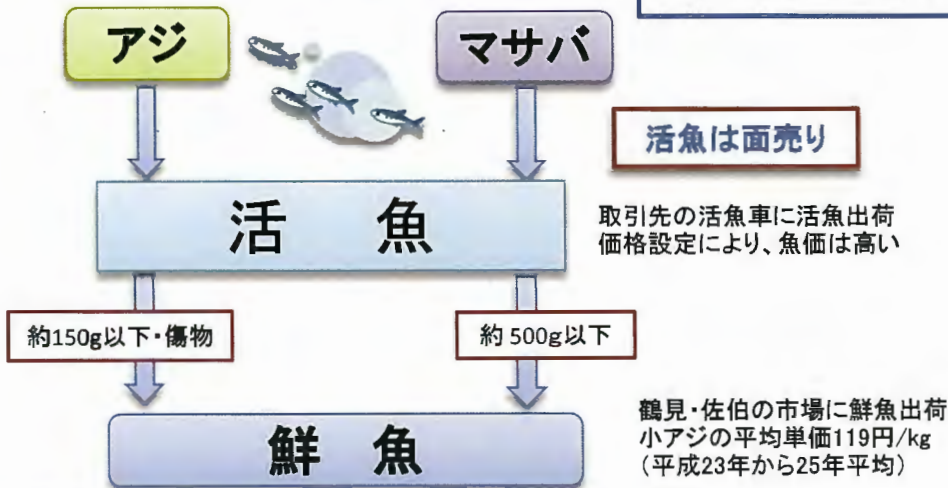 アジ
マサバ
活魚は面売り
活 魚
取引先の活魚車に活魚出荷
価格設定により、魚価は高い
約150g以下・傷物
約500g以下
鮮 魚
鶴見・佐伯の市場に鮮魚出荷
小アジの平均単価119円/kg
(平成23年から25年平均)